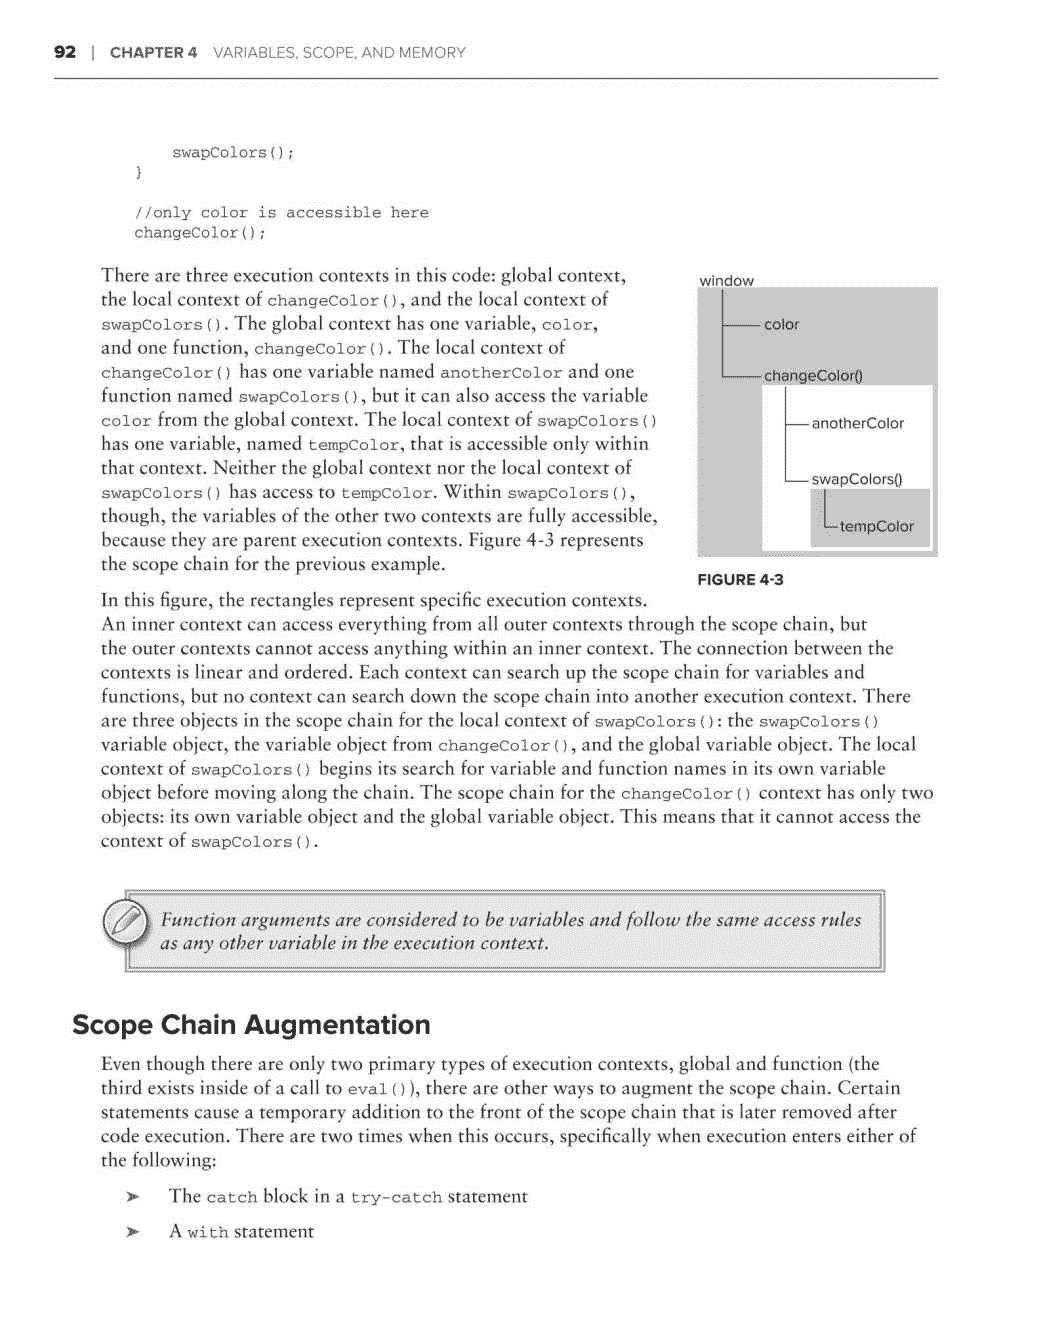 92 | CHAPTER 4 VARIABLES, SCOPE, AND MEMORY
swapColors();
}
//only color is accessible here
changeColor();
There are three execution contexts in this code: global context,
the local context of changeColor(), and the local context of
swapColors(). The global context has one variable, color,
and one function, changeColor(). The local context of
changeColor() has one variable named anotherColor and one
function named swapColors(), but it can also access the variable
color from the global context. The local context of swapColors()
has one variable, named tempColor, that is accessible only within
that context. Neither the global context nor the local context of
swapColors() has access to tempColor. Within swapColors(),
though, the variables of the other two contexts are fully accessible,
because they are parent execution contexts. Figure 4-3 represents
the scope chain for the previous example.
window
color
changeColor()
anotherColor
swapColors()
tempColor
FIGURE 4-3
In this figure, the rectangles represent specific execution contexts.
An inner context can access everything from all outer contexts through the scope chain, but
the outer contexts cannot access anything within an inner context. The connection between the
contexts is linear and ordered. Each context can search up the scope chain for variables and
functions, but no context can search down the scope chain into another execution context. There
are three objects in the scope chain for the local context of swapColors(): the swapColors()
variable object, the variable object from changeColor(), and the global variable object. The local
context of swapColors() begins its search for variable and function names in its own variable
object before moving along the chain. The scope chain for the changeColor() context has only two
objects: its own variable object and the global variable object. This means that it cannot access the
context of swapColors().
Function arguments are considered to be variables and follow the same access rules
as any other variable in the execution context.
Scope Chain Augmentation
Even though there are only two primary types of execution contexts, global and function (the
third exists inside of a call to eval()), there are other ways to augment the scope chain. Certain
statements cause a temporary addition to the front of the scope chain that is later removed after
code execution. There are two times when this occurs, specifically when execution enters either of
the following:
➤ The catch block in a try-catch statement
➤ A with statement